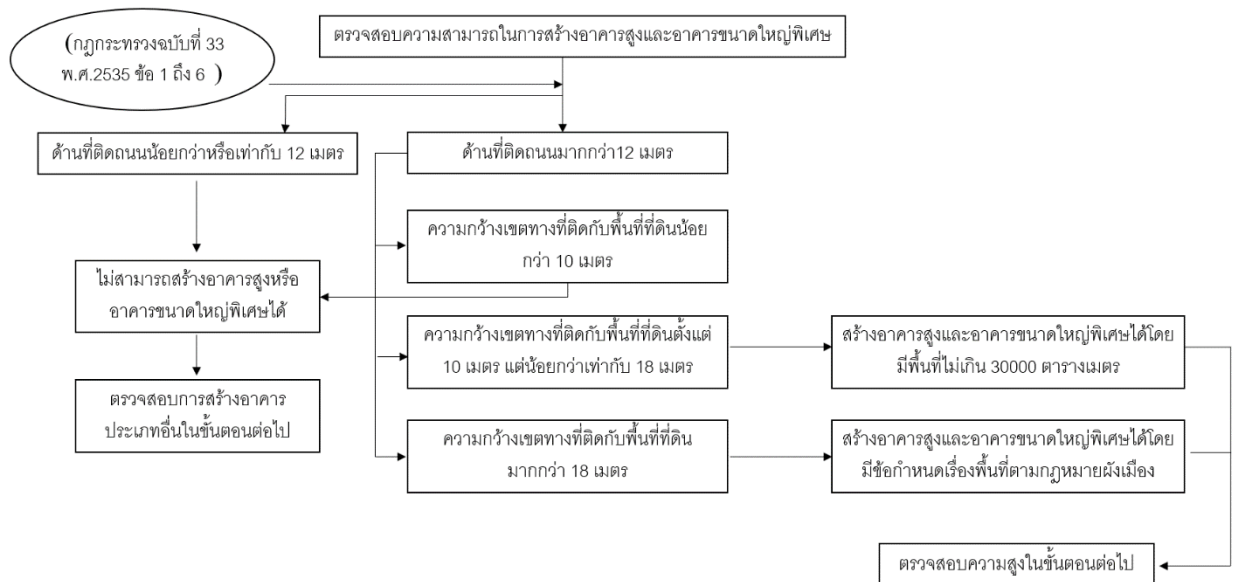 (กฎกระทรวงฉบับที่ 33
พ.ศ.2535 ข้อ 1 ถึง 6 )
ตรวจสอบความสามารถในการสร้างอาคารสูงและอาคารขนาดใหญ่พิเศษ
ด้านที่ติดถนนน้อยกว่าหรือเท่ากับ 12 เมตร
ด้านที่ติดถนนมากกว่า12 เมตร
ความกว้างเขตทางที่ติดกับพื้นที่ที่ดินน้อย
กว่า 10 เมตร
ไม่สามารถสร้างอาคารสูงหรือ
อาคารขนาดใหญ่พิเศษได้
ความกว้างเขตทางที่ติดกับพื้นที่ที่ดินตั้งแต่
10 เมตร แต่น้อยกว่าเท่ากับ 18 เมตร
สร้างอาคารสูงและอาคารขนาดใหญ่พิเศษได้โดย
มีพื้นที่ไม่เกิน 30000 ตารางเมตร
ตรวจสอบการสร้างอาคาร
ประเภทอื่นในขั้นตอนต่อไป
ความกว้างเขตทางที่ติดกับพื้นที่ที่ดิน
มากกว่า 18 เมตร
สร้างอาคารสูงและอาคารขนาดใหญ่พิเศษได้โดย
มีข้อกำหนดเรื่องพื้นที่ตามกฎหมายผังเมือง
ตรวจสอบความสูงในขั้นตอนต่อไป